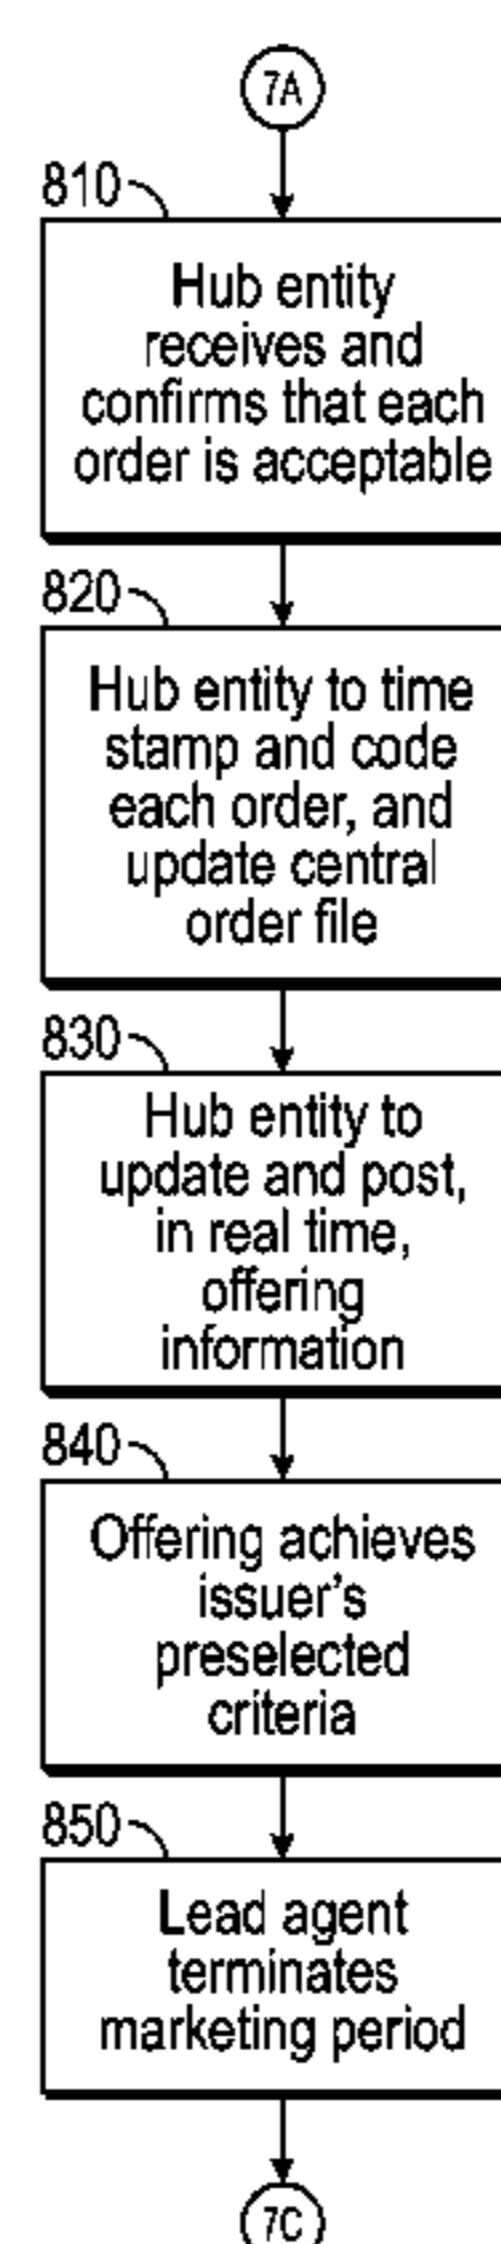 7A
810
Hub entity
receives and
confirms that each
order is acceptable
820
Hub entity to time
stamp and code
each order, and
update central
order file
830
Hub entity to
update and post,
in real time,
offering
information
840
Offering achieves
issuer's
preselected
criteria
850
Lead agent
terminates
marketing period
7C